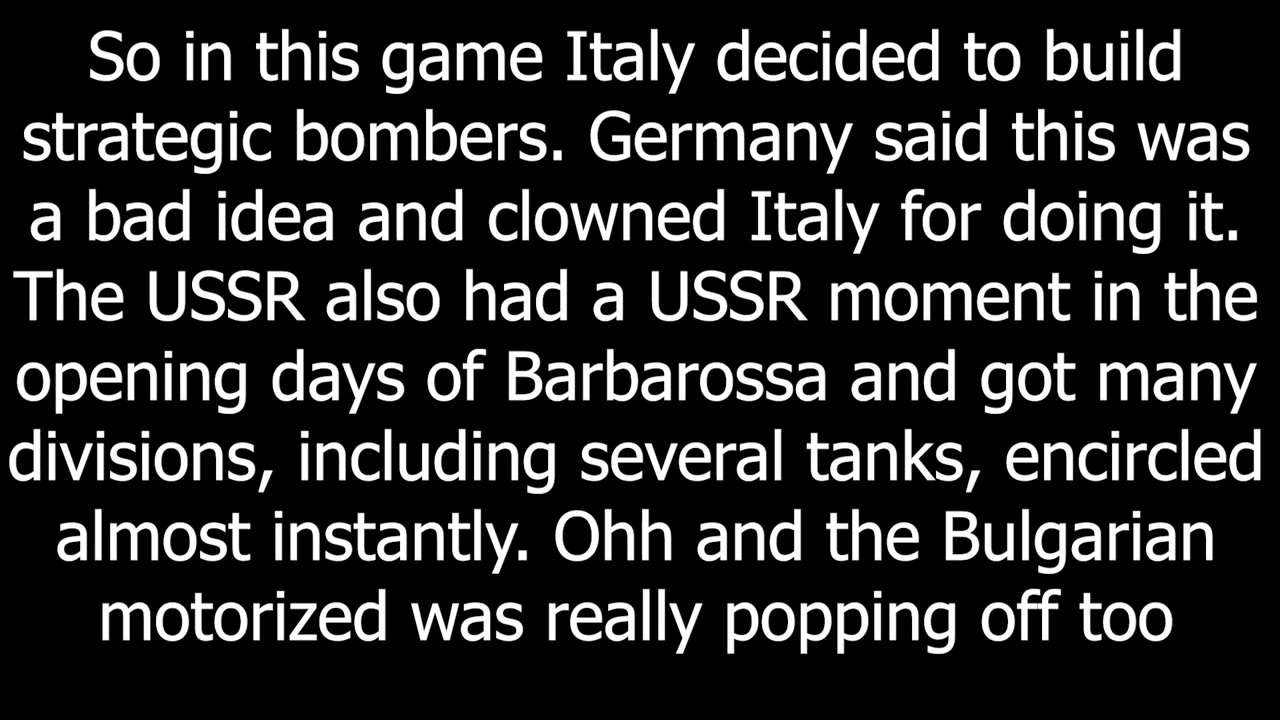 So in this game Italy decided to build
strategic bombers. Germany said this was
a bad idea and clowned Italy for doing it.
The USSR also had a USSR moment in the
opening days of Barbarossa and got many
divisions, including several tanks, encircled
almost instantly. Ohh and the Bulgarian
motorized was really popping off too